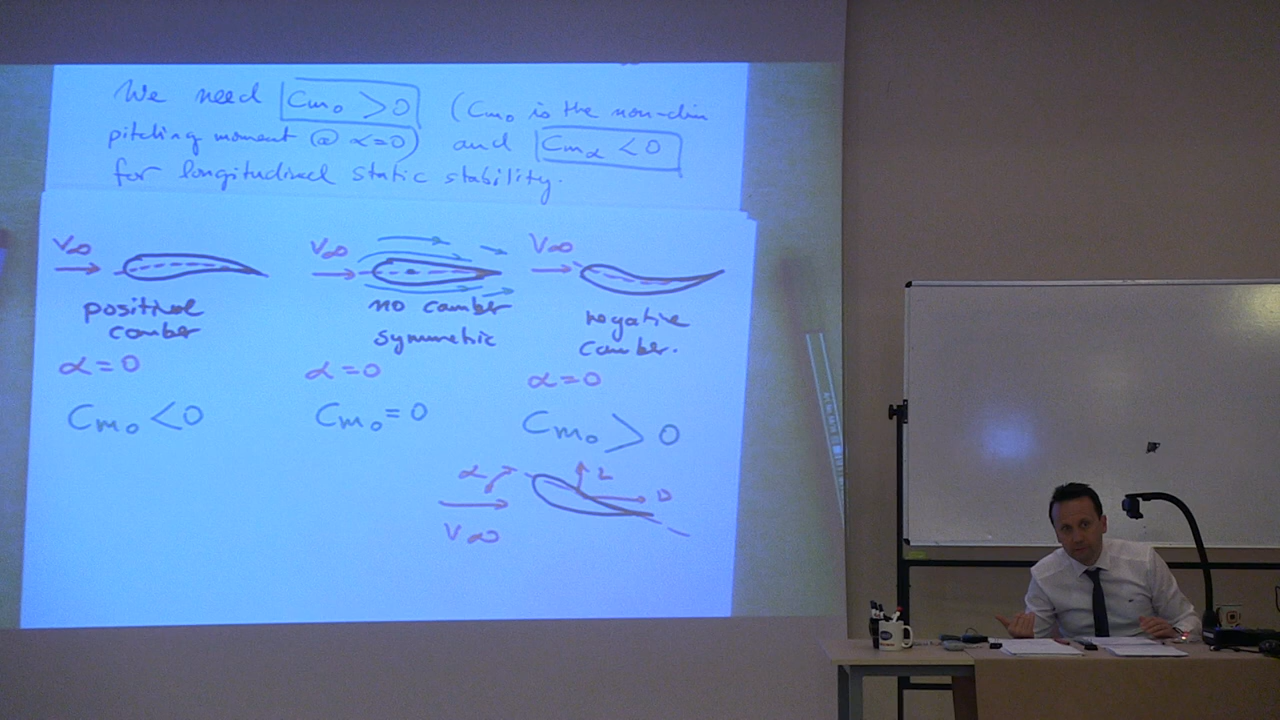 We need Cm₀ > 0 (Cm₀ is the non-dim
pitching moment @ α=0) and Cmα < 0
for longitudinal static stability.
V∞ V∞ V∞
positive camber
no camber symmetric
negative camber.
α=0 α=0 α=0
Cm₀ < 0 Cm₀ = 0 Cm₀ > 0
α L D
V∞